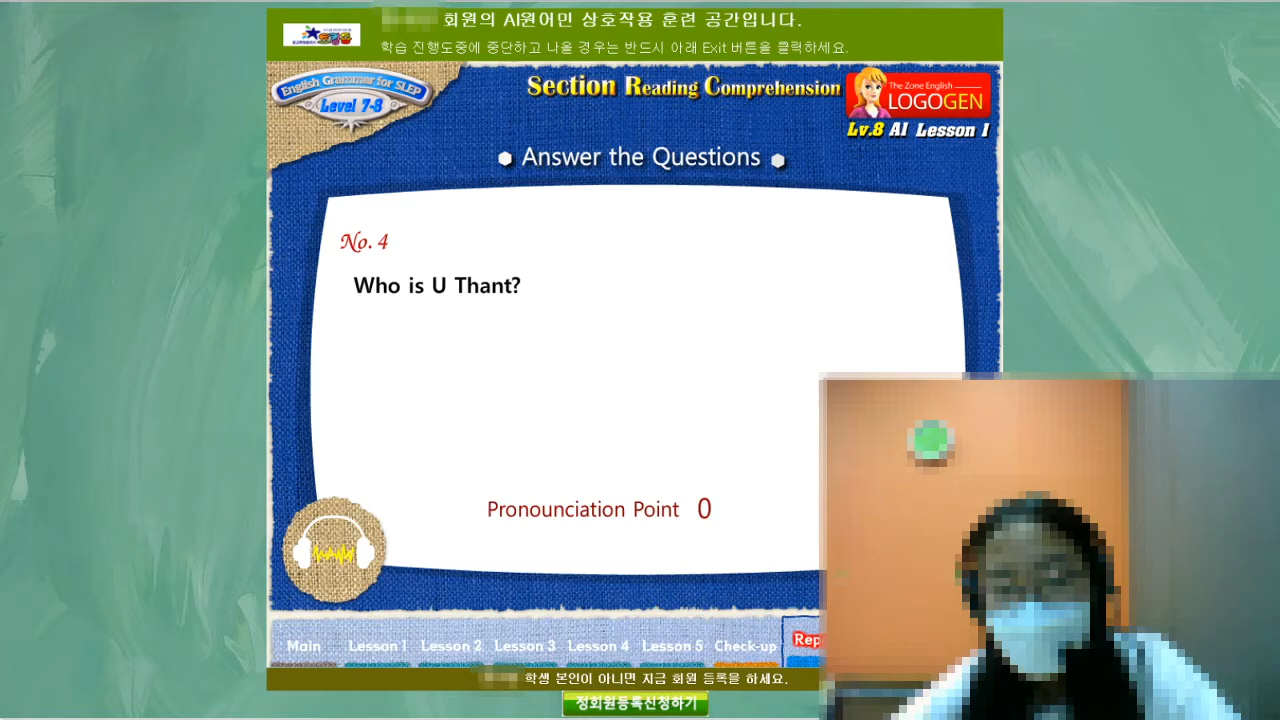 회원의 AI원어민 상호작용 훈련 공간입니다.
학습 진행도중에 중단하고 나올 경우는 반드시 아래 Exit 버튼을 클릭하세요.
English Grammar for SLEP
Level 7-8
Section Reading Comprehension
The Zone English
LOGOGEN
Lv.8 AI Lesson 1
Answer the Questions
No. 4
Who is U Thant?
Pronounciation Point 0
Main Lesson 1 Lesson 2 Lesson 3 Lesson 4 Lesson 5 Check-up Rep
학생 본인이 아니면 지금 회원 등록을 하세요.
정회원등록신청하기